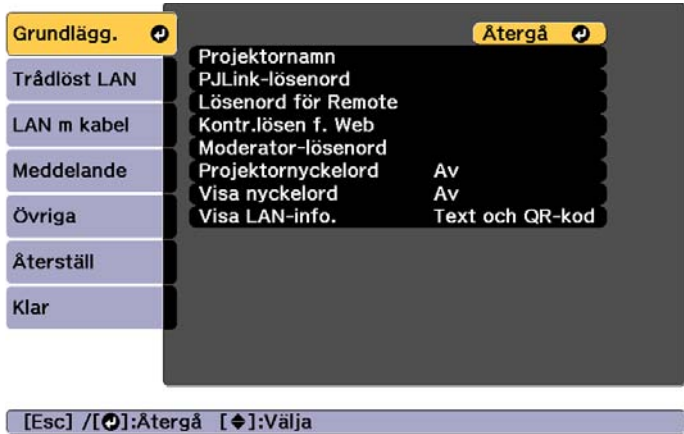 Grundlägg.
Trådlöst LAN
LAN m kabel
Meddelande
Övriga
Återställ
Klar
Återgå
Projektornamn
PJLink-lösenord
Lösenord för Remote
Kontr.lösen f. Web
Moderator-lösenord
Projektornyckelord Av
Visa nyckelord Av
Visa LAN-info. Text och QR-kod
[Esc] /[⏎]:Återgå [⬥]:Välja